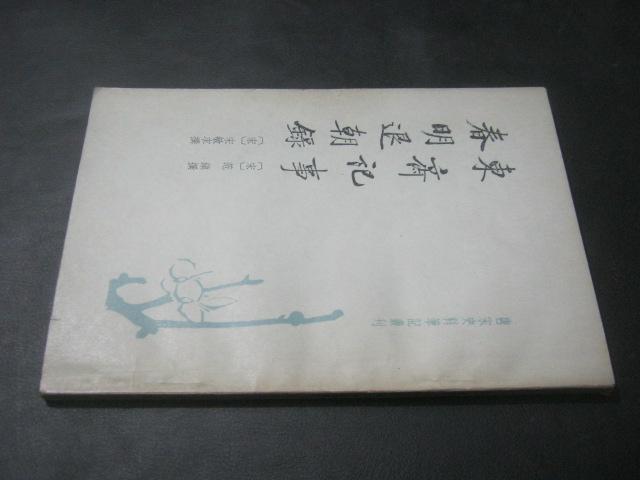 唐宋史料筆記叢刊
東齋記事
〔宋〕范鎮撰
春明退朝錄
〔宋〕宋敏求撰